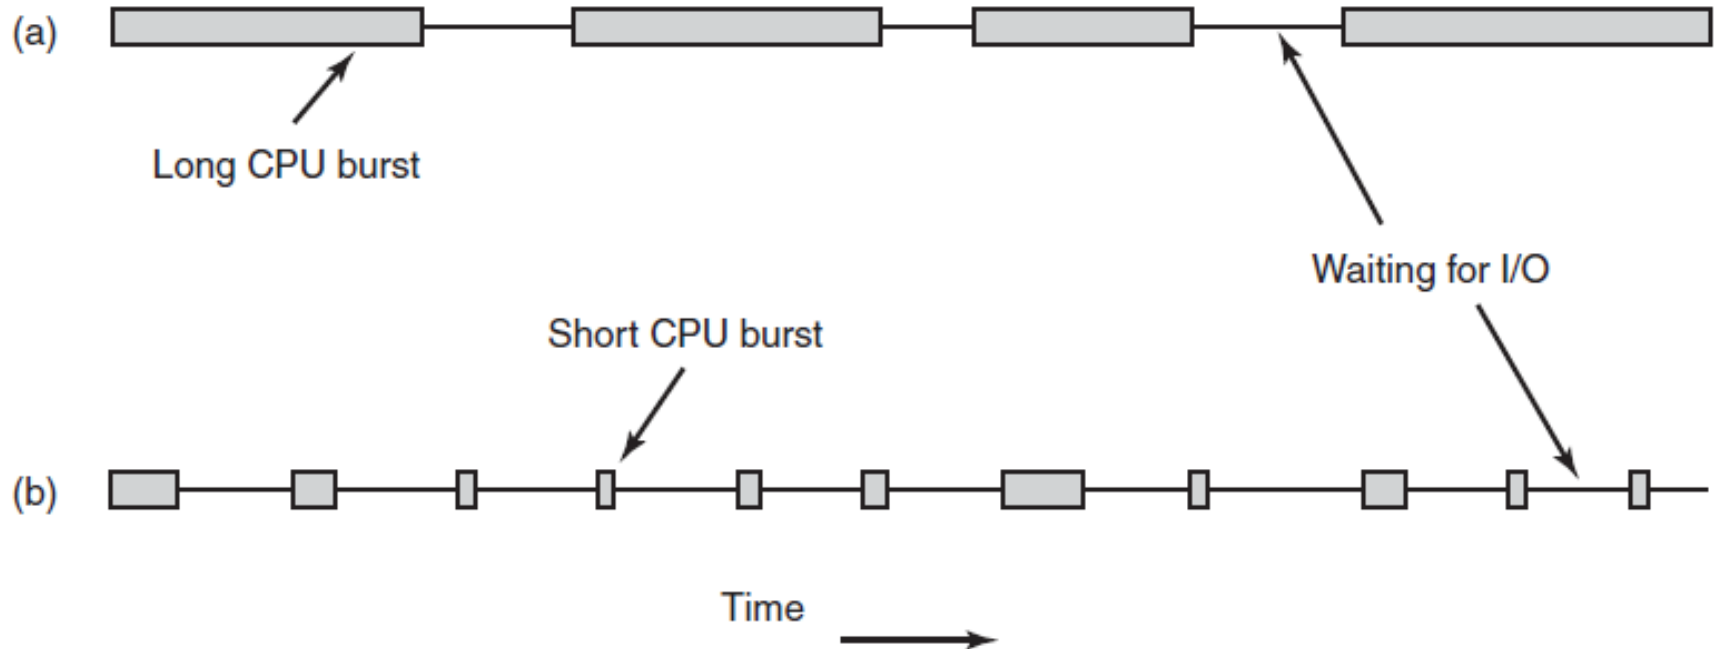 (a)
Long CPU burst
Waiting for I/O
Short CPU burst
(b)
Time